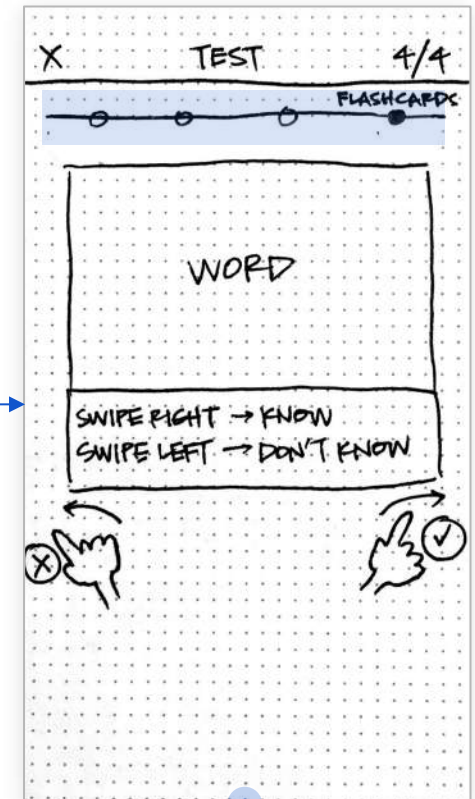 X TEST 4/4
FLASHCARDS
WORD
SWIPE RIGHT → KNOW
SWIPE LEFT → DON'T KNOW